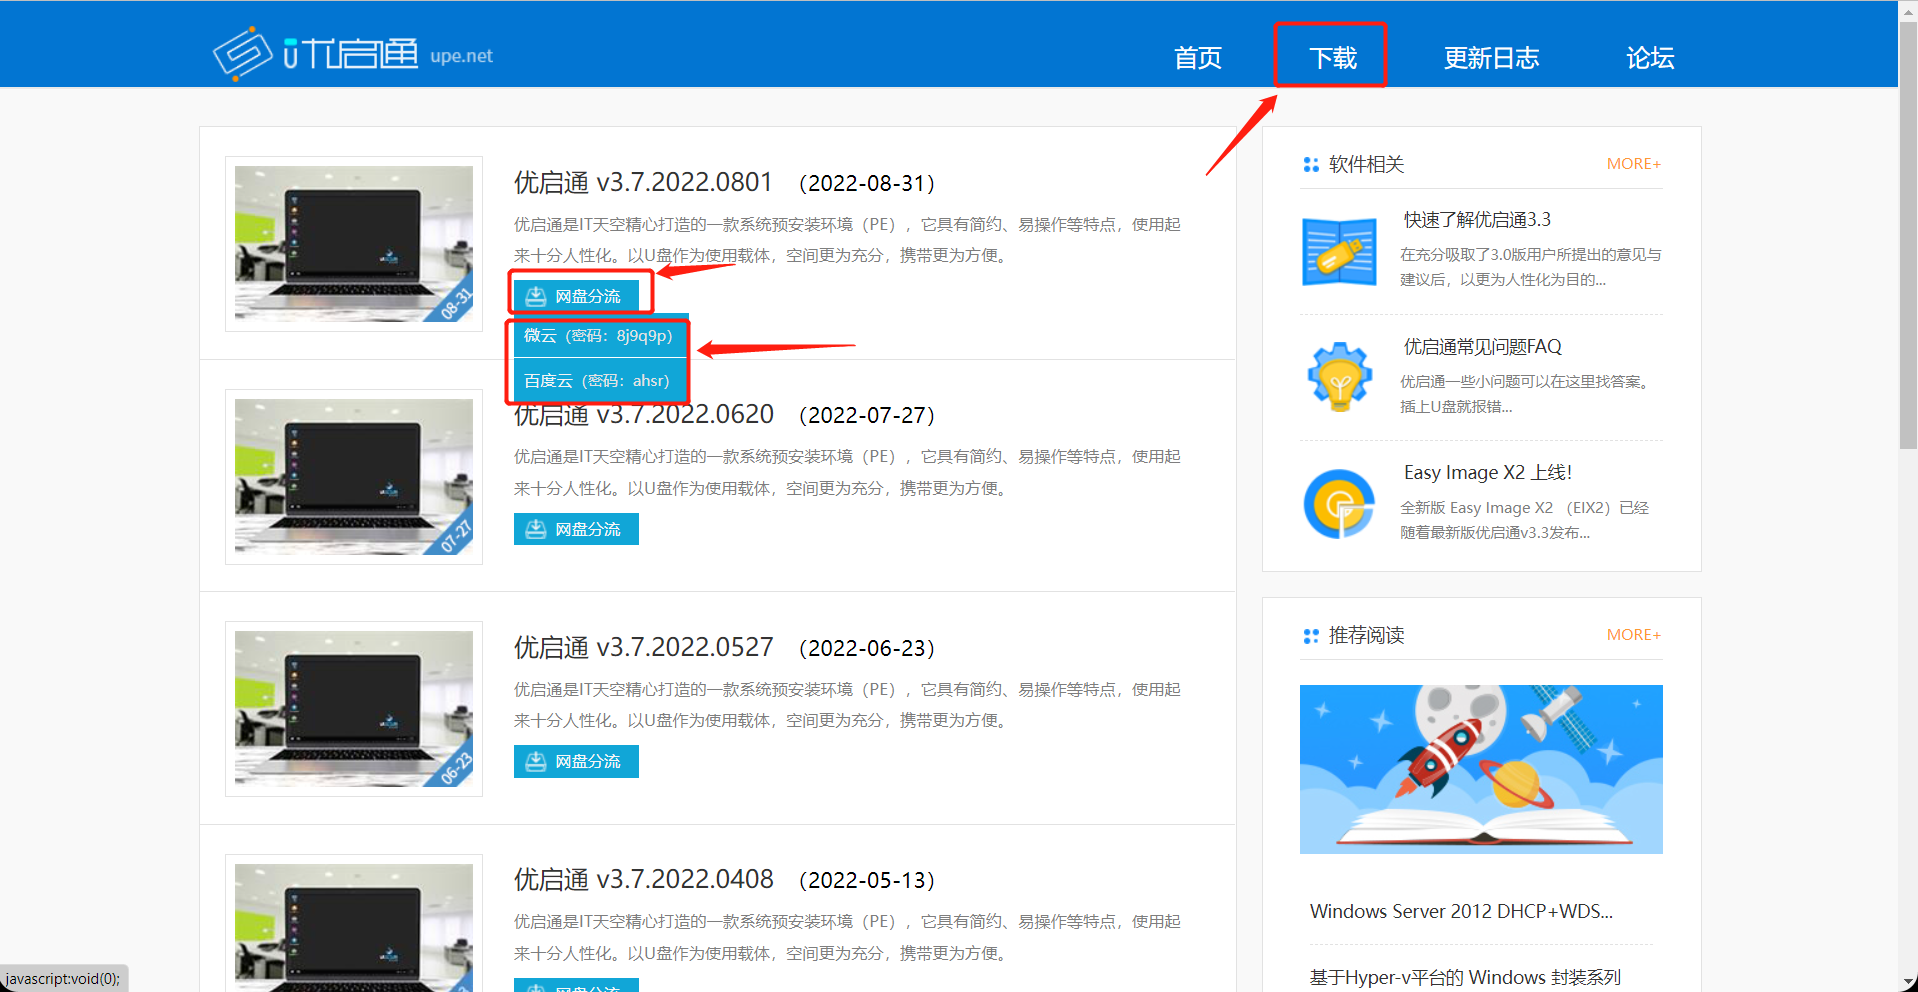 优启通 upe.net
首页
下载
更新日志
论坛
08-31
优启通 v3.7.2022.0801 （2022-08-31）
优启通是IT天空精心打造的一款系统预安装环境（PE），它具有简约、易操作等特点，使用起
来十分人性化。以U盘作为使用载体，空间更为充分，携带更为方便。
网盘分流
微云（密码：8j9q9p）
百度云（密码：ahsr）
07-27
优启通 v3.7.2022.0620 （2022-07-27）
优启通是IT天空精心打造的一款系统预安装环境（PE），它具有简约、易操作等特点，使用起
来十分人性化。以U盘作为使用载体，空间更为充分，携带更为方便。
网盘分流
06-23
优启通 v3.7.2022.0527 （2022-06-23）
优启通是IT天空精心打造的一款系统预安装环境（PE），它具有简约、易操作等特点，使用起
来十分人性化。以U盘作为使用载体，空间更为充分，携带更为方便。
网盘分流
优启通 v3.7.2022.0408 （2022-05-13）
优启通是IT天空精心打造的一款系统预安装环境（PE），它具有简约、易操作等特点，使用起
来十分人性化。以U盘作为使用载体，空间更为充分，携带更为方便。
网盘分流
软件相关
MORE+
快速了解优启通3.3
在充分吸取了3.0版用户所提出的意见与
建议后，以更为人性化为目的...
优启通常见问题FAQ
优启通一些小问题可以在这里找答案。
插上U盘就报错...
Easy Image X2 上线！
全新版 Easy Image X2 （EIX2）已经
随着最新版优启通v3.3发布...
推荐阅读
MORE+
Windows Server 2012 DHCP+WDS...
基于Hyper-v平台的 Windows 封装系列
javascript:void(0);